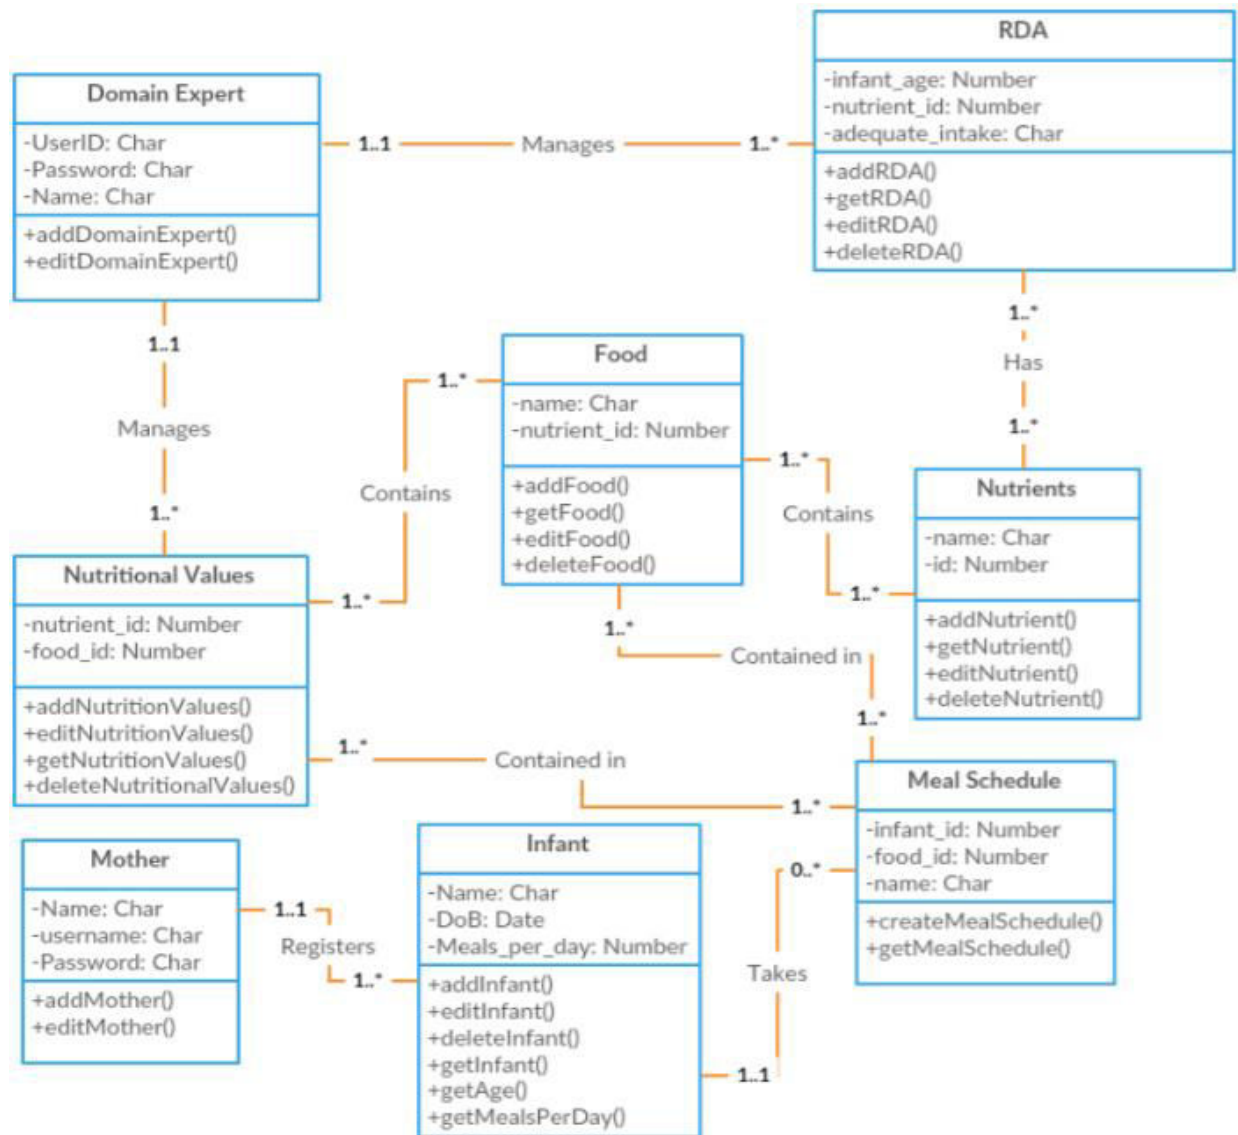 RDA
-infant_age: Number
-nutrient_id: Number
-adequate_intake: Char
+addRDA()
+getRDA()
+editRDA()
+deleteRDA()
Domain Expert
-UserID: Char
-Password: Char
-Name: Char
+addDomainExpert()
+editDomainExpert()
1..1
Manages
1..*
1..1
Manages
1..*
1..*
Has
1..*
Food
-name: Char
-nutrient_id: Number
+addFood()
+getFood()
+editFood()
+deleteFood()
1..*
Contains
1..*
1..*
Contains
1..*
Nutrients
-name: Char
-id: Number
+addNutrient()
+getNutrient()
+editNutrient()
+deleteNutrient()
Nutritional Values
-nutrient_id: Number
-food_id: Number
+addNutritionValues()
+editNutritionValues()
+getNutritionValues()
+deleteNutritionalValues()
1..*
Contained in
1..*
1..*
Contained in
1..*
Meal Schedule
-infant_id: Number
-food_id: Number
-name: Char
+createMealSchedule()
+getMealSchedule()
Mother
-Name: Char
-username: Char
-Password: Char
+addMother()
+editMother()
1..1
Registers
1..*
Infant
-Name: Char
-DoB: Date
-Meals_per_day: Number
+addInfant()
+editInfant()
+deleteInfant()
+getInfant()
+getAge()
+getMealsPerDay()
0..*
Takes
1..1